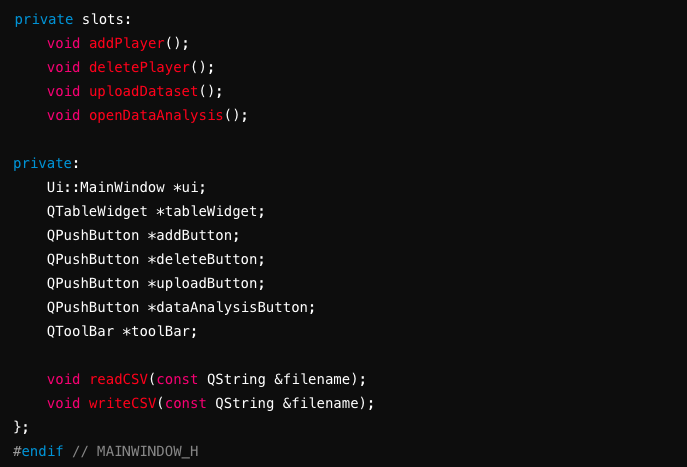 private slots:
    void addPlayer();
    void deletePlayer();
    void uploadDataset();
    void openDataAnalysis();

private:
    Ui::MainWindow *ui;
    QTableWidget *tableWidget;
    QPushButton *addButton;
    QPushButton *deleteButton;
    QPushButton *uploadButton;
    QPushButton *dataAnalysisButton;
    QToolBar *toolBar;

    void readCSV(const QString &filename);
    void writeCSV(const QString &filename);
};
#endif // MAINWINDOW_H